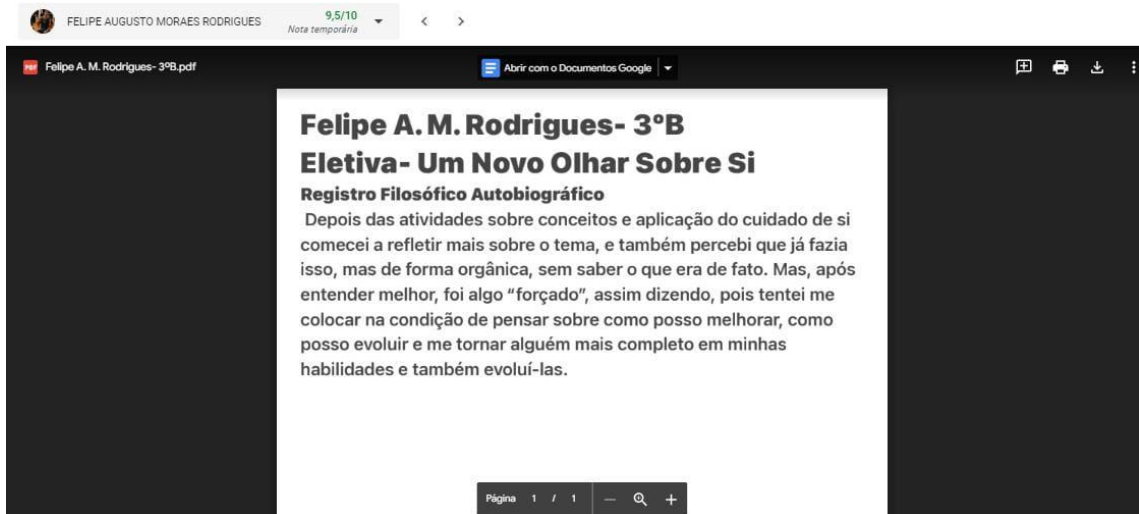 FELIPE AUGUSTO MORAES RODRIGUES
9,5/10
Nota temporária
PDF
Felipe A. M. Rodrigues- 3ºB.pdf
Abrir com o Documentos Google
Felipe A. M. Rodrigues- 3°B
Eletiva- Um Novo Olhar Sobre Si
Registro Filosófico Autobiográfico
Depois das atividades sobre conceitos e aplicação do cuidado de si
comecei a refletir mais sobre o tema, e também percebi que já fazia
isso, mas de forma orgânica, sem saber o que era de fato. Mas, após
entender melhor, foi algo “forçado”, assim dizendo, pois tentei me
colocar na condição de pensar sobre como posso melhorar, como
posso evoluir e me tornar alguém mais completo em minhas
habilidades e também evoluí-las.
Página 1 / 1